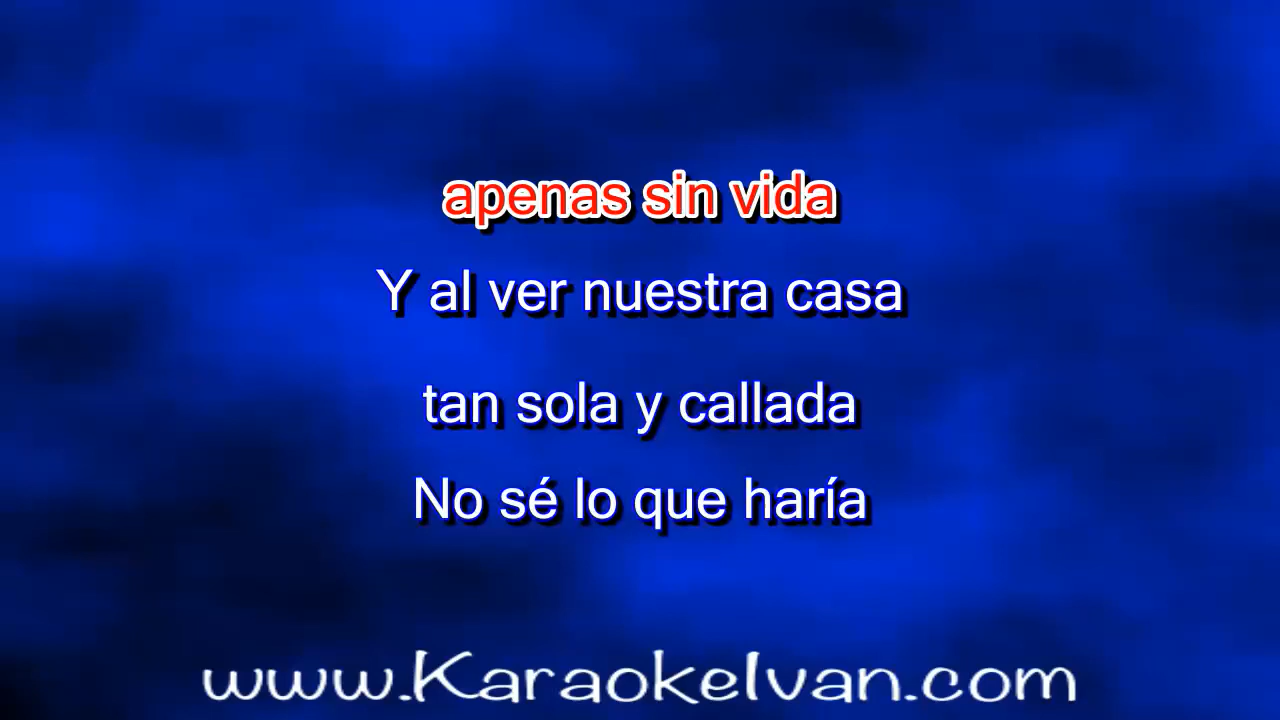 apenas sin vida
Y al ver nuestra casa
tan sola y callada
No sé lo que haría
www.KaraokeIvan.com